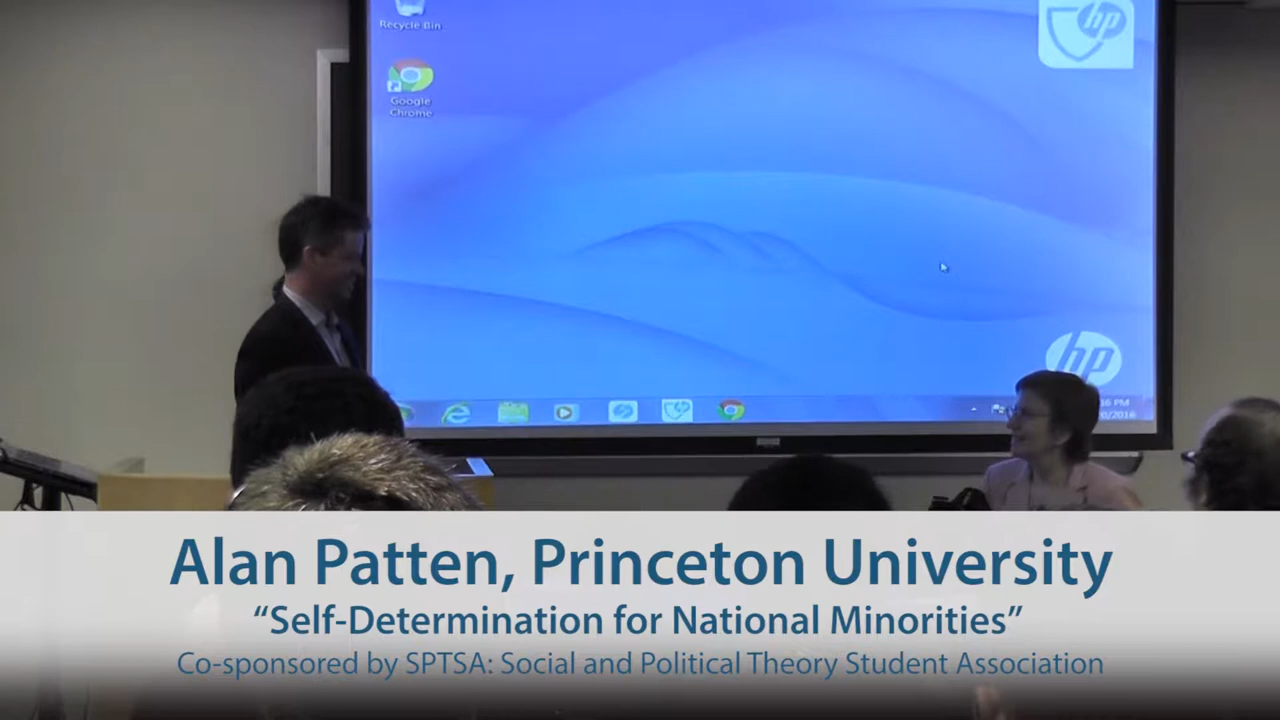 Recycle Bin
hp
Google
Chrome
hp
Alan Patten, Princeton University
“Self-Determination for National Minorities”
Co-sponsored by SPTSA: Social and Political Theory Student Association